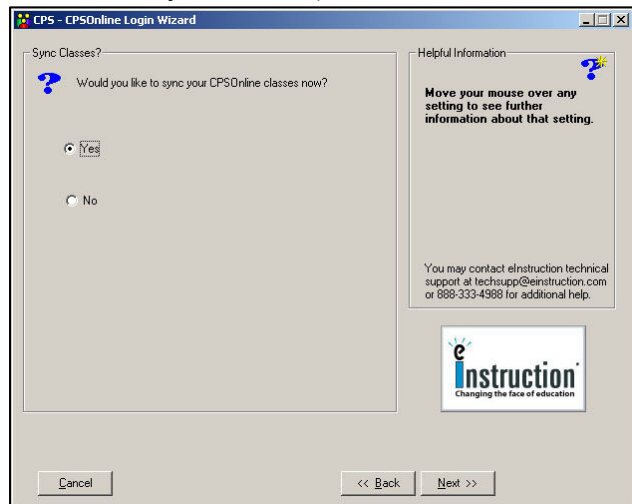 CPS - CPSOnline Login Wizard
Sync Classes?
Would you like to sync your CPSOnline classes now?
Yes
No
Helpful Information
Move your mouse over any
setting to see further
information about that setting.
You may contact eInstruction technical
support at techsupp@einstruction.com
or 888-333-4988 for additional help.
eInstruction
Changing the face of education
Cancel
<< Back
Next >>